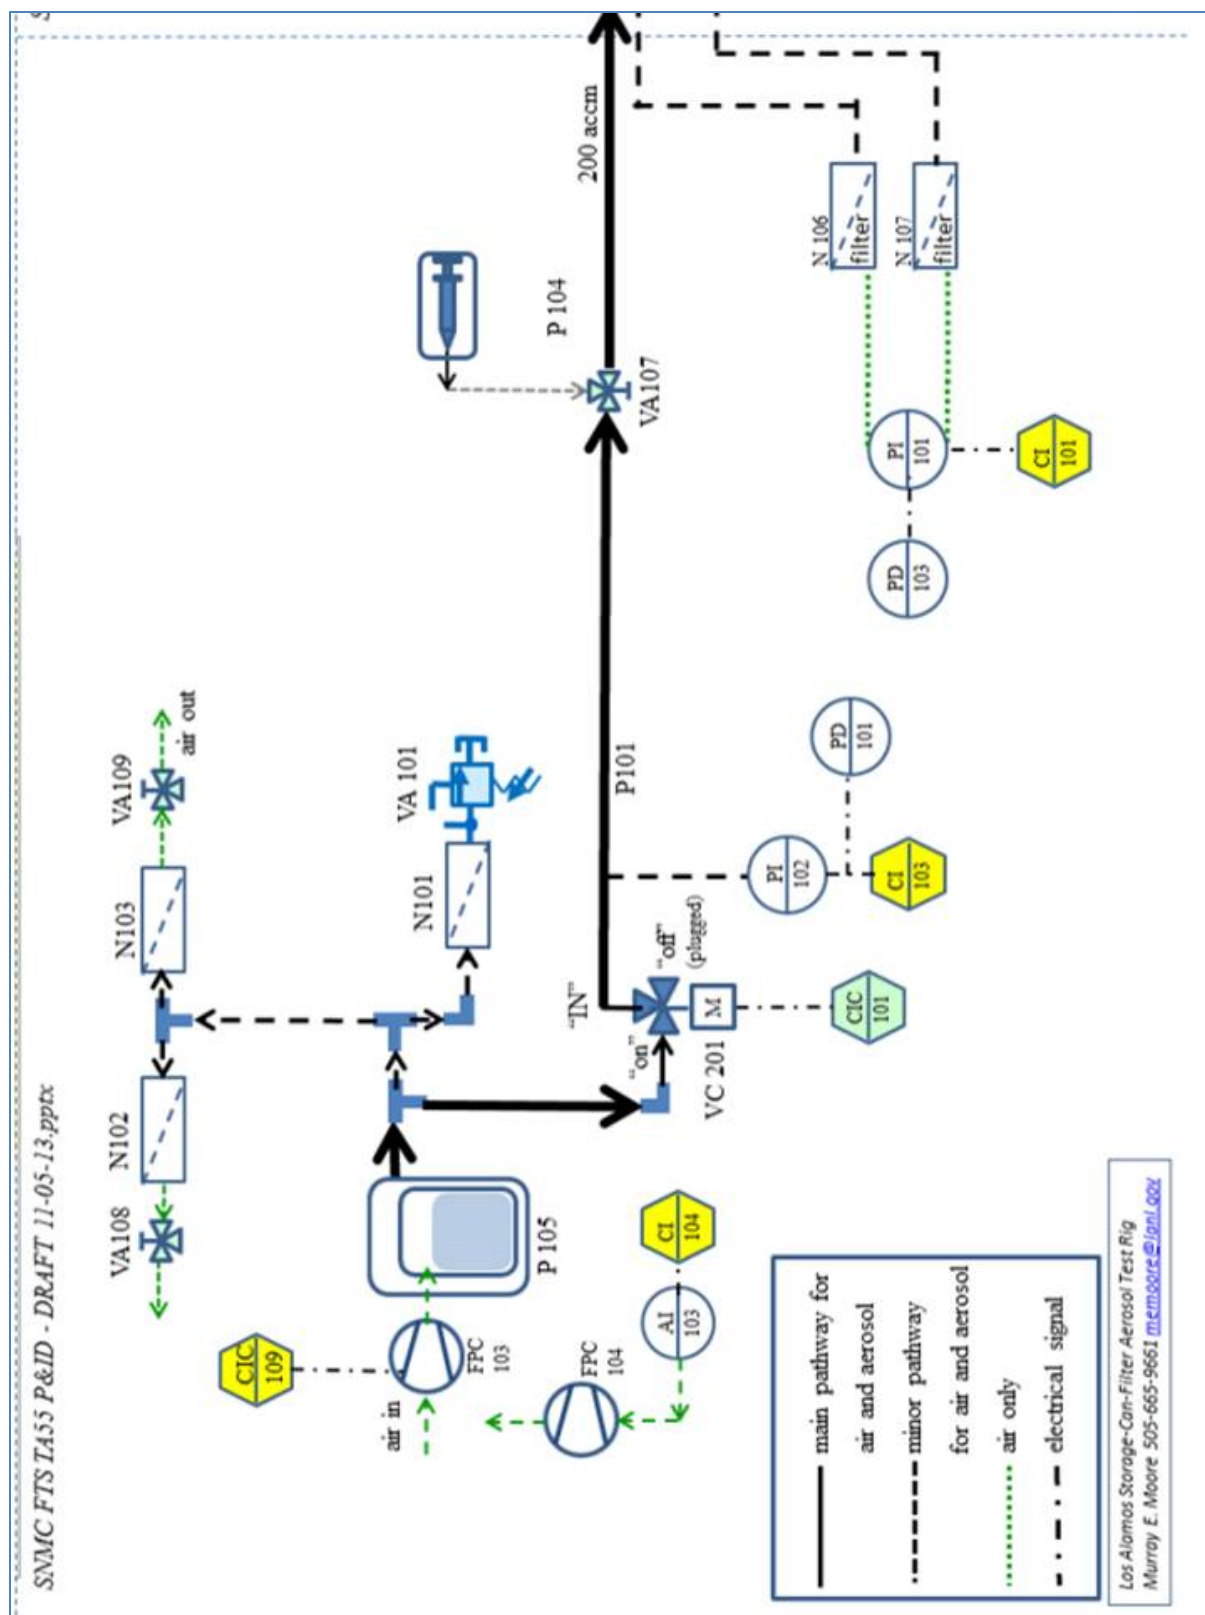 SNMC FTS TA55 P&ID - DRAFT 11-05-13.pptx
VA108
N102
N103
VA109
air out
CIC
109
air in
FPC
103
P 105
N101
VA 101
FPC
104
AI
103
CI
104
"on"
"IN"
"off"
(plugged)
VC 201
M
CIC
101
P101
PI
102
CI
103
PD
101
P 104
VA107
200 accm
PD
103
PI
101
CI
101
N 106
filter
N 107
filter
main pathway for
air and aerosol
minor pathway
for air and aerosol
air only
electrical signal
Los Alamos Storage-Can-Filter Aerosol Test Rig
Murray E. Moore 505-665-9661 memoore@lanl.gov